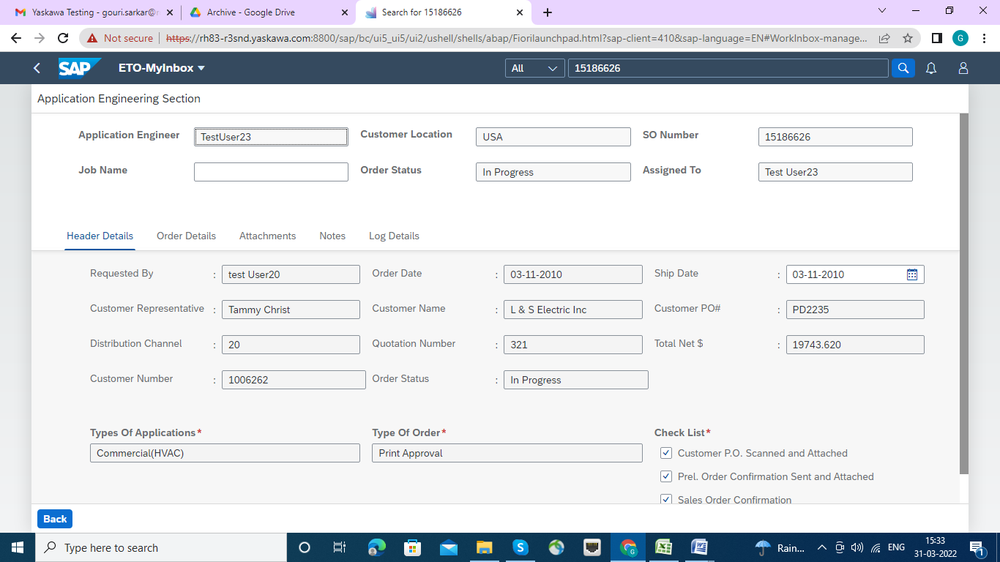 Yaskawa Testing - gouri.sarkar@r
Archive - Google Drive
Search for 15186626
Not secure https://rh83-r3snd.yaskawa.com:8800/sap/bc/ui5_ui5/ui2/ushell/shells/abap/Fiorilaunchpad.html?sap-client=410&sap-language=EN#WorkInbox-manage... G
SAP ETO-MyInbox All 15186626
Application Engineering Section
Application Engineer TestUser23 Customer Location USA SO Number 15186626
Job Name Order Status In Progress Assigned To Test User23
Header Details Order Details Attachments Notes Log Details
Requested By : test User20 Order Date : 03-11-2010 Ship Date : 03-11-2010
Customer Representative : Tammy Christ Customer Name : L & S Electric Inc Customer PO# : PD2235
Distribution Channel : 20 Quotation Number : 321 Total Net $ : 19743.620
Customer Number : 1006262 Order Status : In Progress
Types Of Applications* Type Of Order* Check List*
Commercial(HVAC) Print Approval Customer P.O. Scanned and Attached
Prel. Order Confirmation Sent and Attached
Sales Order Confirmation
Back
Type here to search Rain... ENG 15:33
31-03-2022 1